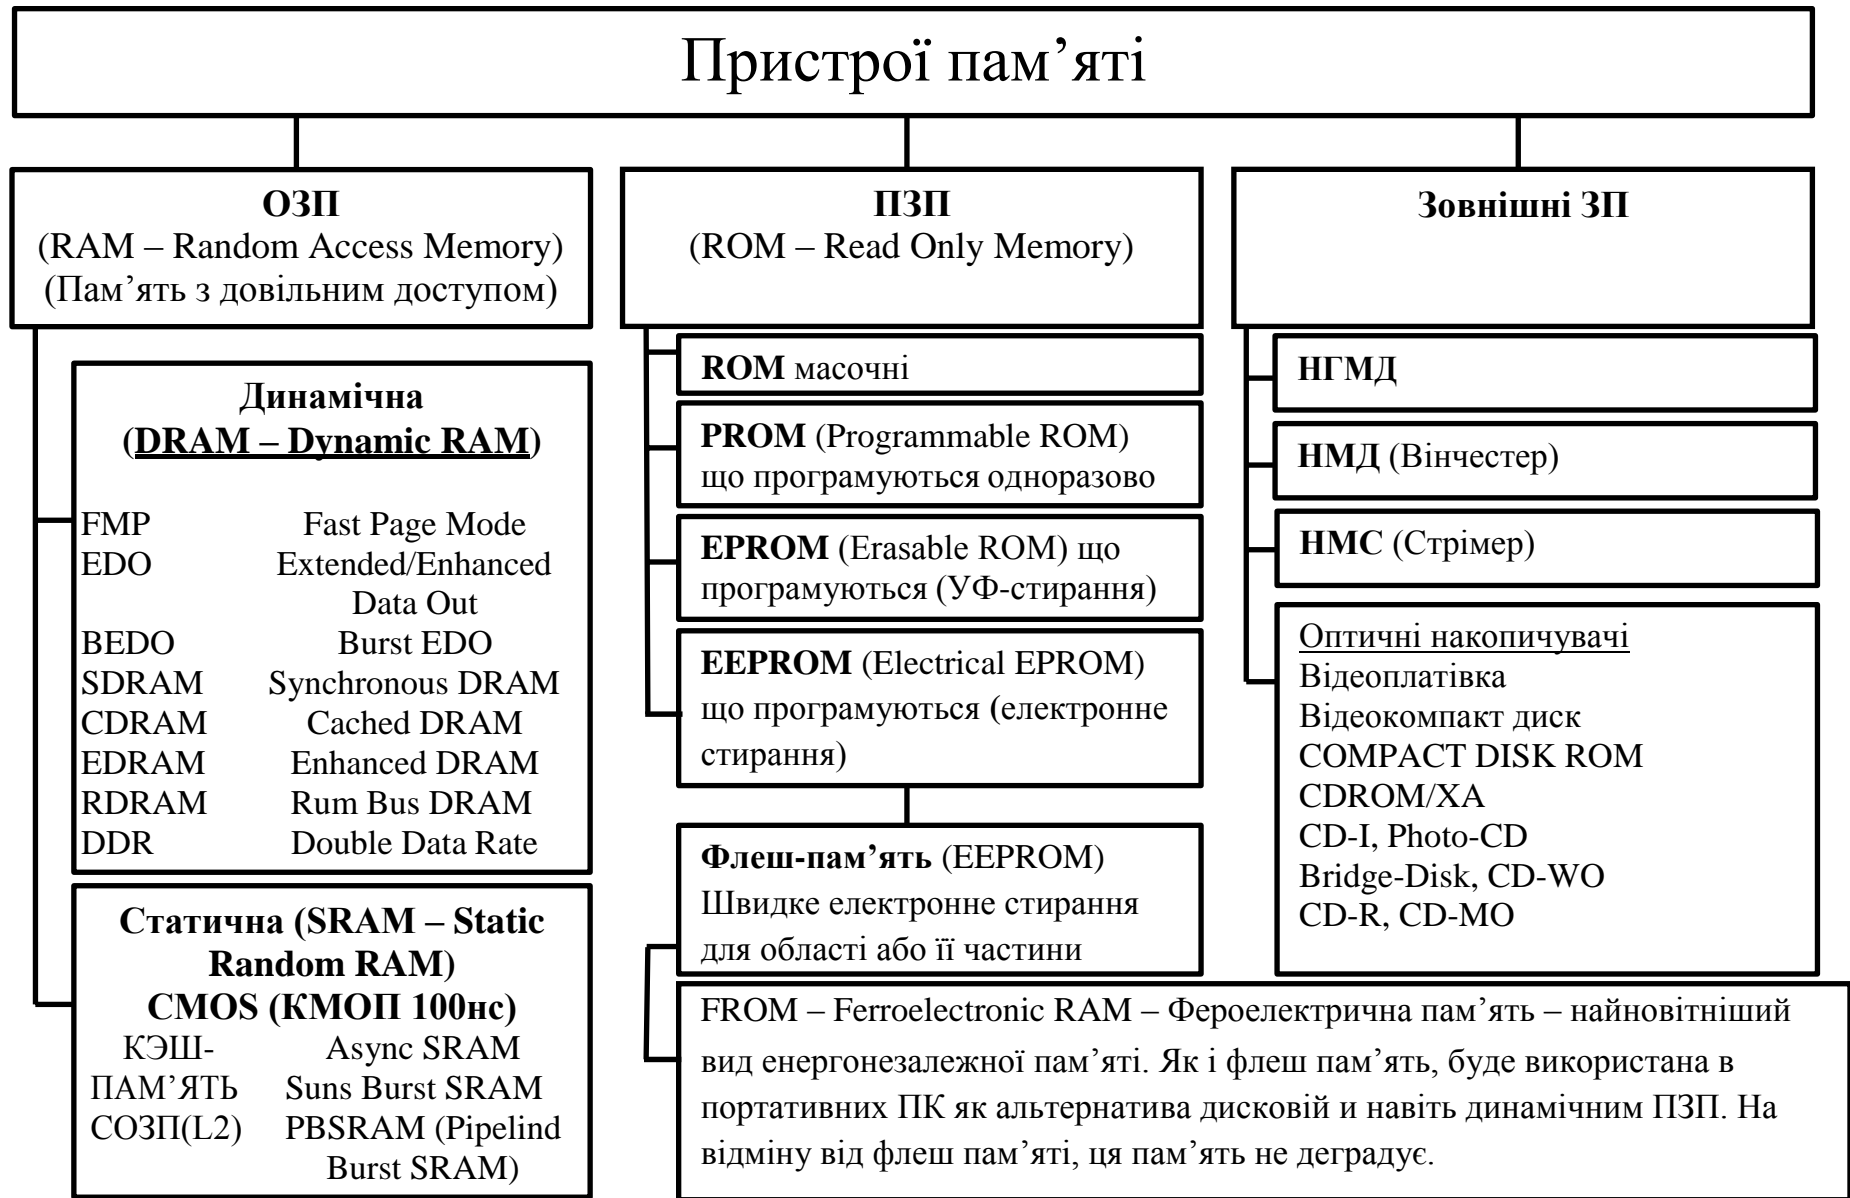 Пристрої пам’яті
ОЗП
(RAM – Random Access Memory)
(Пам’ять з довільним доступом)
Динамічна
(DRAM – Dynamic RAM)
FMP Fast Page Mode
EDO Extended/Enhanced
Data Out
BEDO Burst EDO
SDRAM Synchronous DRAM
CDRAM Cached DRAM
EDRAM Enhanced DRAM
RDRAM Rum Bus DRAM
DDR Double Data Rate
Статична (SRAM – Static
Random RAM)
CMOS (КМОП 100нс)
КЭШ- Async SRAM
ПАМ’ЯТЬ Suns Burst SRAM
СОЗП(L2) PBSRAM (Pipelind
Burst SRAM)
ПЗП
(ROM – Read Only Memory)
ROM масочні
PROM (Programmable ROM)
що програмуються одноразово
EPROM (Erasable ROM) що
програмуються (УФ-стирання)
EEPROM (Electrical EPROM)
що програмуються (електронне
стирання)
Флеш-пам’ять (EEPROM)
Швидке електронне стирання
для області або її частини
FROM – Ferroelectronic RAM – Фероелектрична пам’ять – найновітніший
вид енергонезалежної пам’яті. Як і флеш пам’ять, буде використана в
портативних ПК як альтернатива дисковій и навіть динамічним ПЗП. На
відміну від флеш пам’яті, ця пам’ять не деградує.
Зовнішні ЗП
НГМД
НМД (Вінчестер)
НМС (Стрімер)
Оптичні накопичувачі
Відеоплатівка
Відеокомпакт диск
COMPACT DISK ROM
CDROM/XA
CD-I, Photo-CD
Bridge-Disk, CD-WO
CD-R, CD-MO